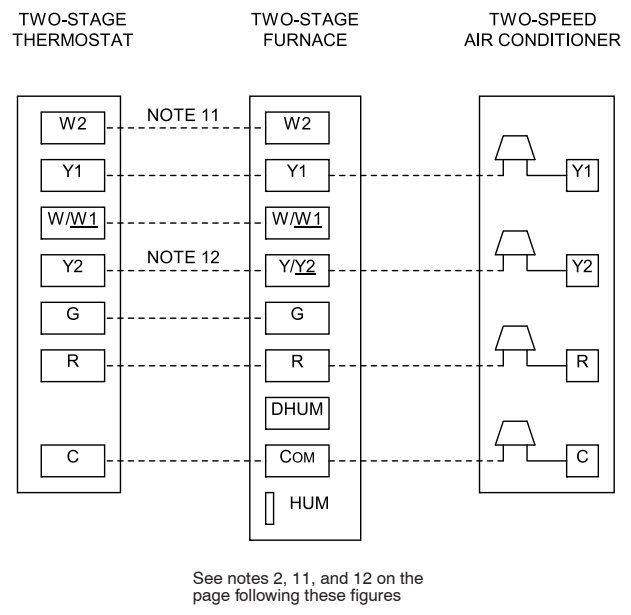 TWO-STAGE
THERMOSTAT
TWO-STAGE
FURNACE
TWO-SPEED
AIR CONDITIONER
W2
NOTE 11
W2
Y1
Y1
Y1
W/W1
W/W1
Y2
NOTE 12
Y/Y2
Y2
G
G
R
R
R
DHUM
C
COM
C
HUM
See notes 2, 11, and 12 on the
page following these figures